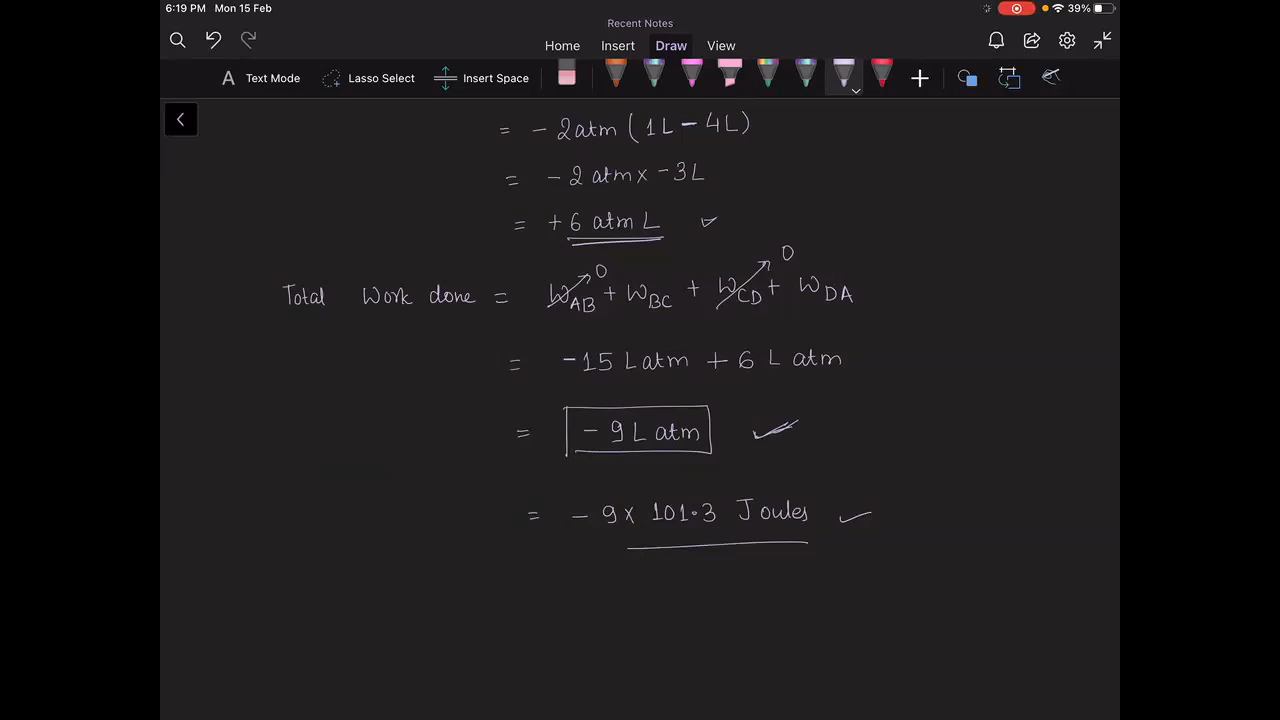 6:19 PM Mon 15 Feb 39%
Recent Notes
Home Insert Draw View
A Text Mode Lasso Select Insert Space
= - 2atm (1L - 4L)
= - 2 atm x -3L
= +6 atm L
0 0
Total Work done = WAB + WBC + WCD + WDA
= -15 L atm + 6 L atm
= - 9 L atm
= - 9 x 101.3 Joules